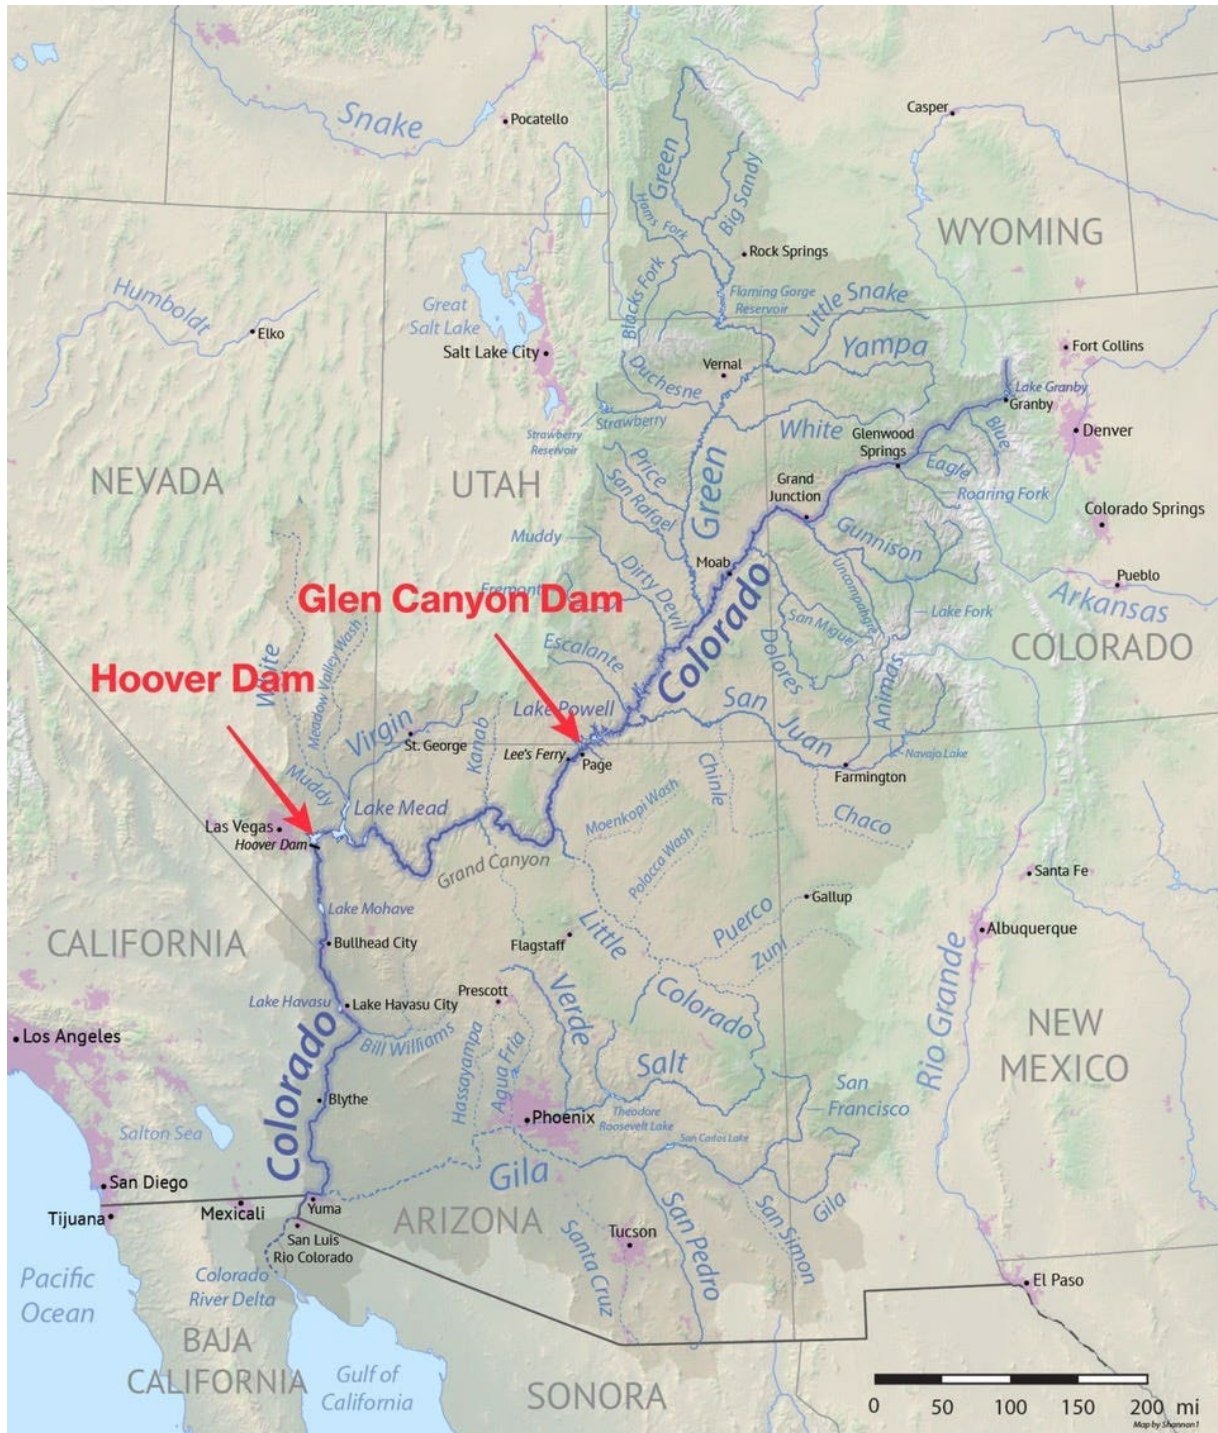 Snake
Pocatello
Casper
WYOMING
Green
Big Sandy
Hams Fork
Rock Springs
Blacks Fork
Flaming Gorge
Reservoir
Little Snake
Humboldt
Elko
Great
Salt Lake
Salt Lake City
Yampa
Fort Collins
Vernal
Duchesne
Lake Granby
Granby
Strawberry
Strawberry
Reservoir
White
Glenwood
Springs
Blue
Denver
NEVADA
UTAH
Price
San Rafael
Green
Grand
Junction
Eagle
Roaring Fork
Colorado Springs
Muddy
Gunnison
Moab
Pueblo
Fremont
Dirty Devil
Uncompahgre
Arkansas
Glen Canyon Dam
Colorado
San Miguel
Lake Fork
COLORADO
Escalante
Dolores
Hoover Dam
White
Meadow Valley Wash
Animas
Lake Powell
San Juan
Virgin
St. George
Kanab
Lee's Ferry
Page
Navajo Lake
Farmington
Muddy
Lake Mead
Chinle
Moenkopi Wash
Chaco
Las Vegas
Hoover Dam
Grand Canyon
Polacca Wash
Santa Fe
Lake Mohave
Gallup
Puerco
Zuni
CALIFORNIA
Bullhead City
Flagstaff
Little
Colorado
Albuquerque
Rio Grande
Lake Havasu
Lake Havasu City
Prescott
Verde
Los Angeles
Colorado
Bill Williams
Hassayampa
Agua Fria
Salt
NEW
MEXICO
San
Francisco
Blythe
Phoenix
Theodore
Roosevelt Lake
Salton Sea
San Carlos Lake
San Diego
Gila
Gila
Tijuana
Mexicali
Yuma
ARIZONA
San Pedro
San Simon
Santa Cruz
Tucson
San Luis
Rio Colorado
Pacific
Ocean
Colorado
River Delta
El Paso
BAJA
CALIFORNIA
Gulf of
California
SONORA
0 50 100 150 200 mi
Map by Shannon1